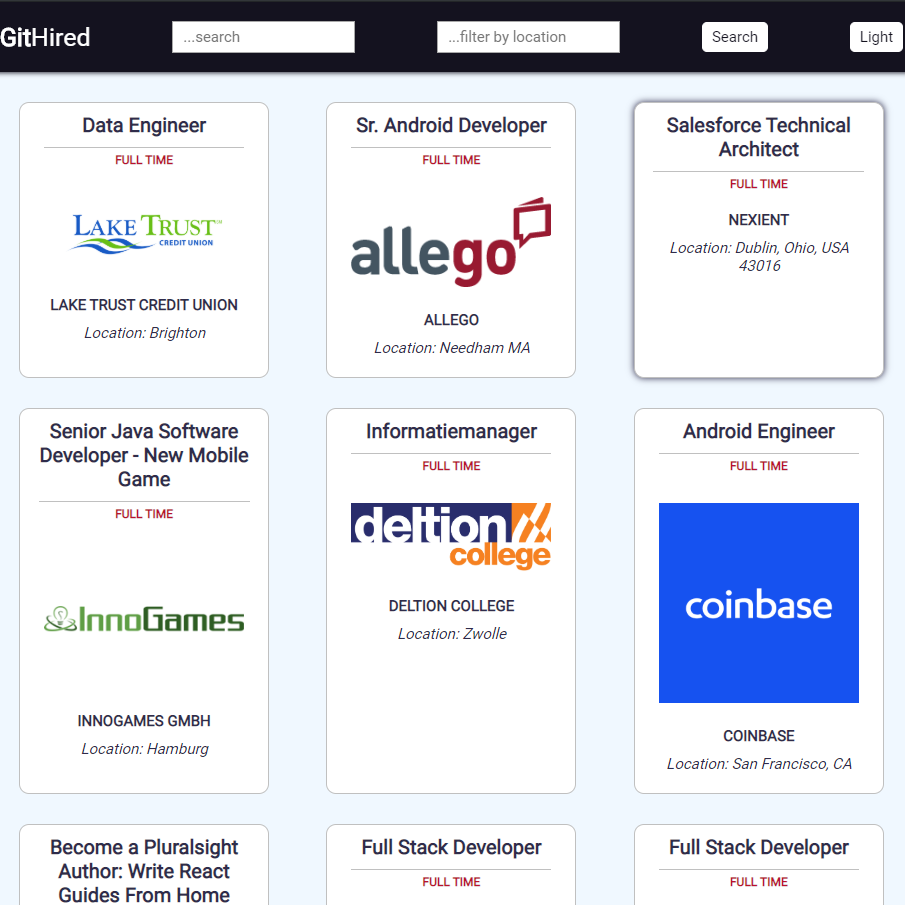 GitHired
...search
...filter by location
Search
Light
Data Engineer
FULL TIME
LAKE TRUST
CREDIT UNION
LAKE TRUST CREDIT UNION
Location: Brighton
Sr. Android Developer
FULL TIME
allego
ALLEGO
Location: Needham MA
Salesforce Technical
Architect
FULL TIME
NEXIENT
Location: Dublin, Ohio, USA
43016
Senior Java Software
Developer - New Mobile
Game
FULL TIME
InnoGames
INNOGAMES GMBH
Location: Hamburg
Informatiemanager
FULL TIME
deltion
college
DELTION COLLEGE
Location: Zwolle
Android Engineer
FULL TIME
coinbase
COINBASE
Location: San Francisco, CA
Become a Pluralsight
Author: Write React
Guides From Home
Full Stack Developer
FULL TIME
Full Stack Developer
FULL TIME